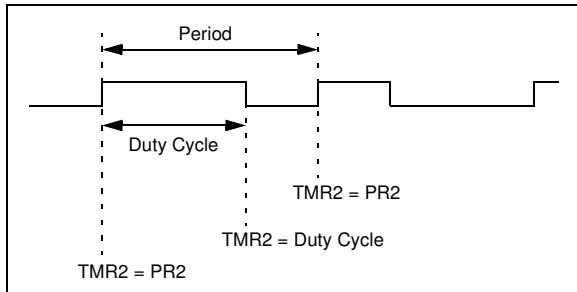 Period
Duty Cycle
TMR2 = PR2
TMR2 = Duty Cycle
TMR2 = PR2